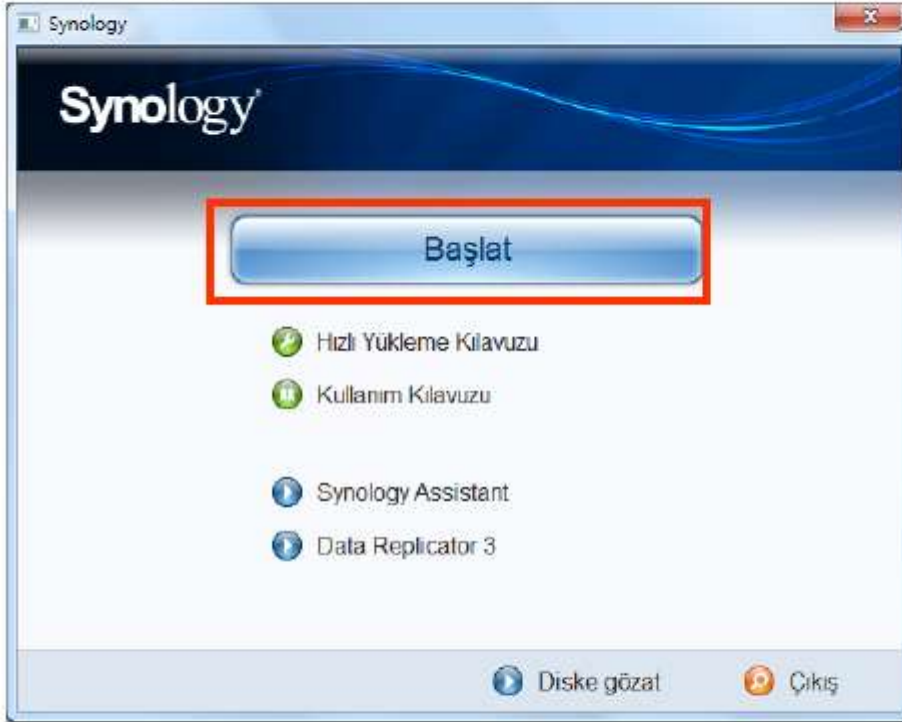 Synology
Synology
Başlat
Hızlı Yükleme Kılavuzu
Kullanım Kılavuzu
Synology Assistant
Data Replicator 3
Diske gözat
Çıkış